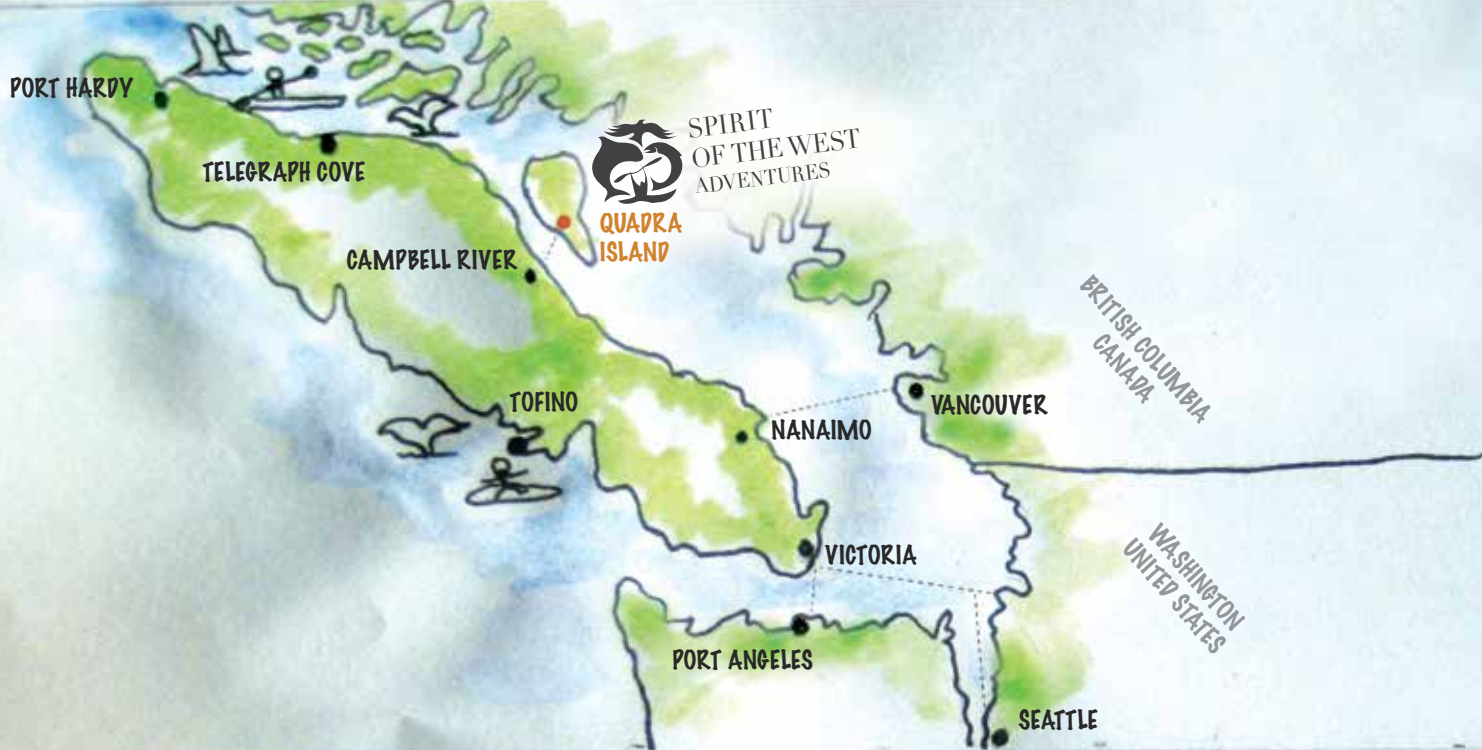 PORT HARDY
TELEGRAPH COVE
SPIRIT
OF THE WEST
ADVENTURES
QUADRA
ISLAND
CAMPBELL RIVER
BRITISH COLUMBIA
CANADA
TOFINO
NANAIMO
VANCOUVER
VICTORIA
WASHINGTON
UNITED STATES
PORT ANGELES
SEATTLE